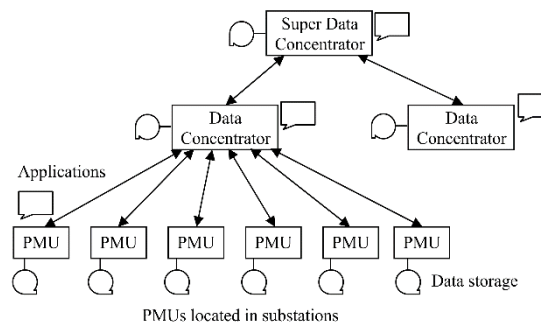 Super Data
Concentrator
Data
Concentrator
Data
Concentrator
Applications
PMU
PMU
PMU
PMU
PMU
PMU
Data storage
PMUs located in substations